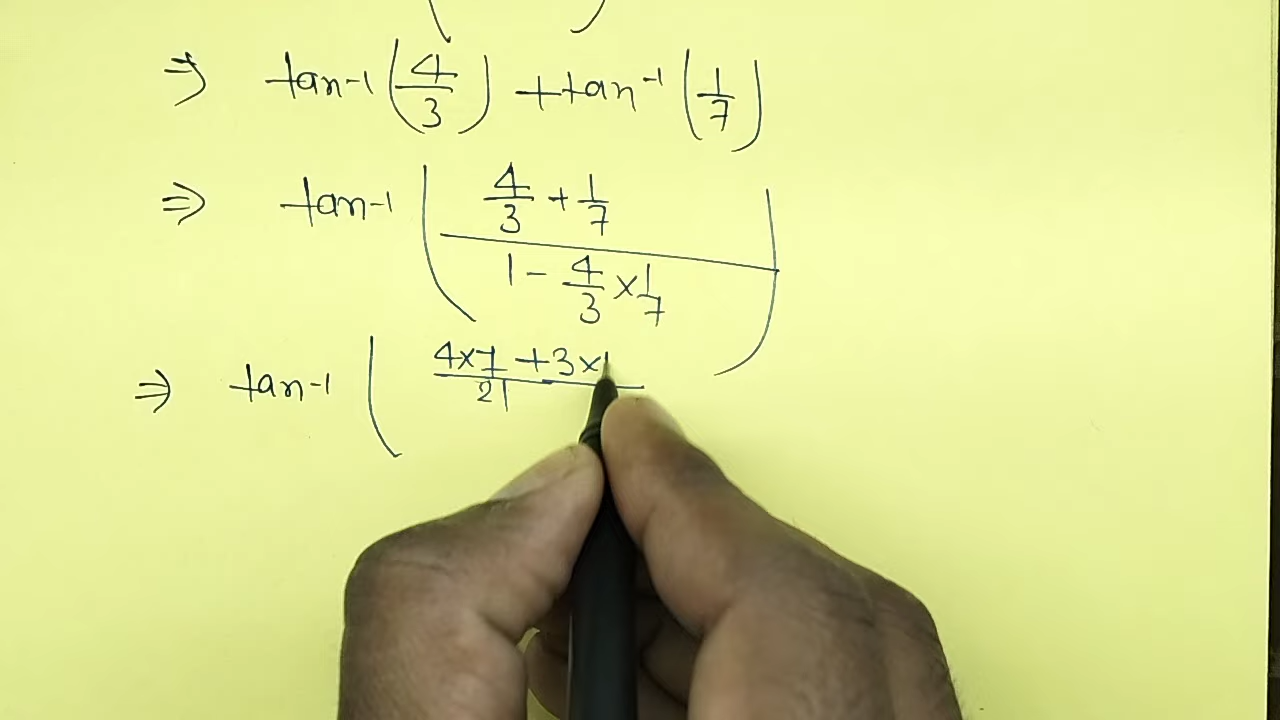 ⇒ tan-1 (4/3) + tan-1 (1/7)
⇒ tan-1 ( 4/3 + 1/7
1 - 4/3 × 1/7 )
⇒ tan-1 ( 4×7 + 3×1
21